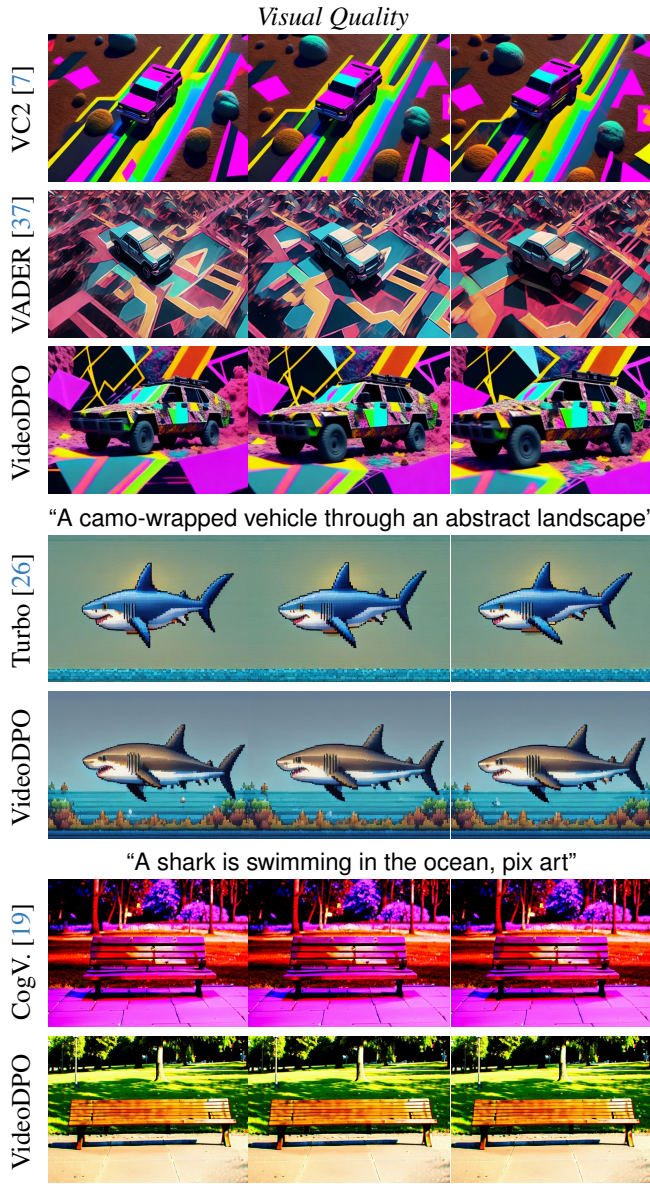 Visual Quality
VC2 [7]
VADER [37]
VideoDPO
“A camo-wrapped vehicle through an abstract landscape’
Turbo [26]
VideoDPO
“A shark is swimming in the ocean, pix art”
CogV. [19]
VideoDPO